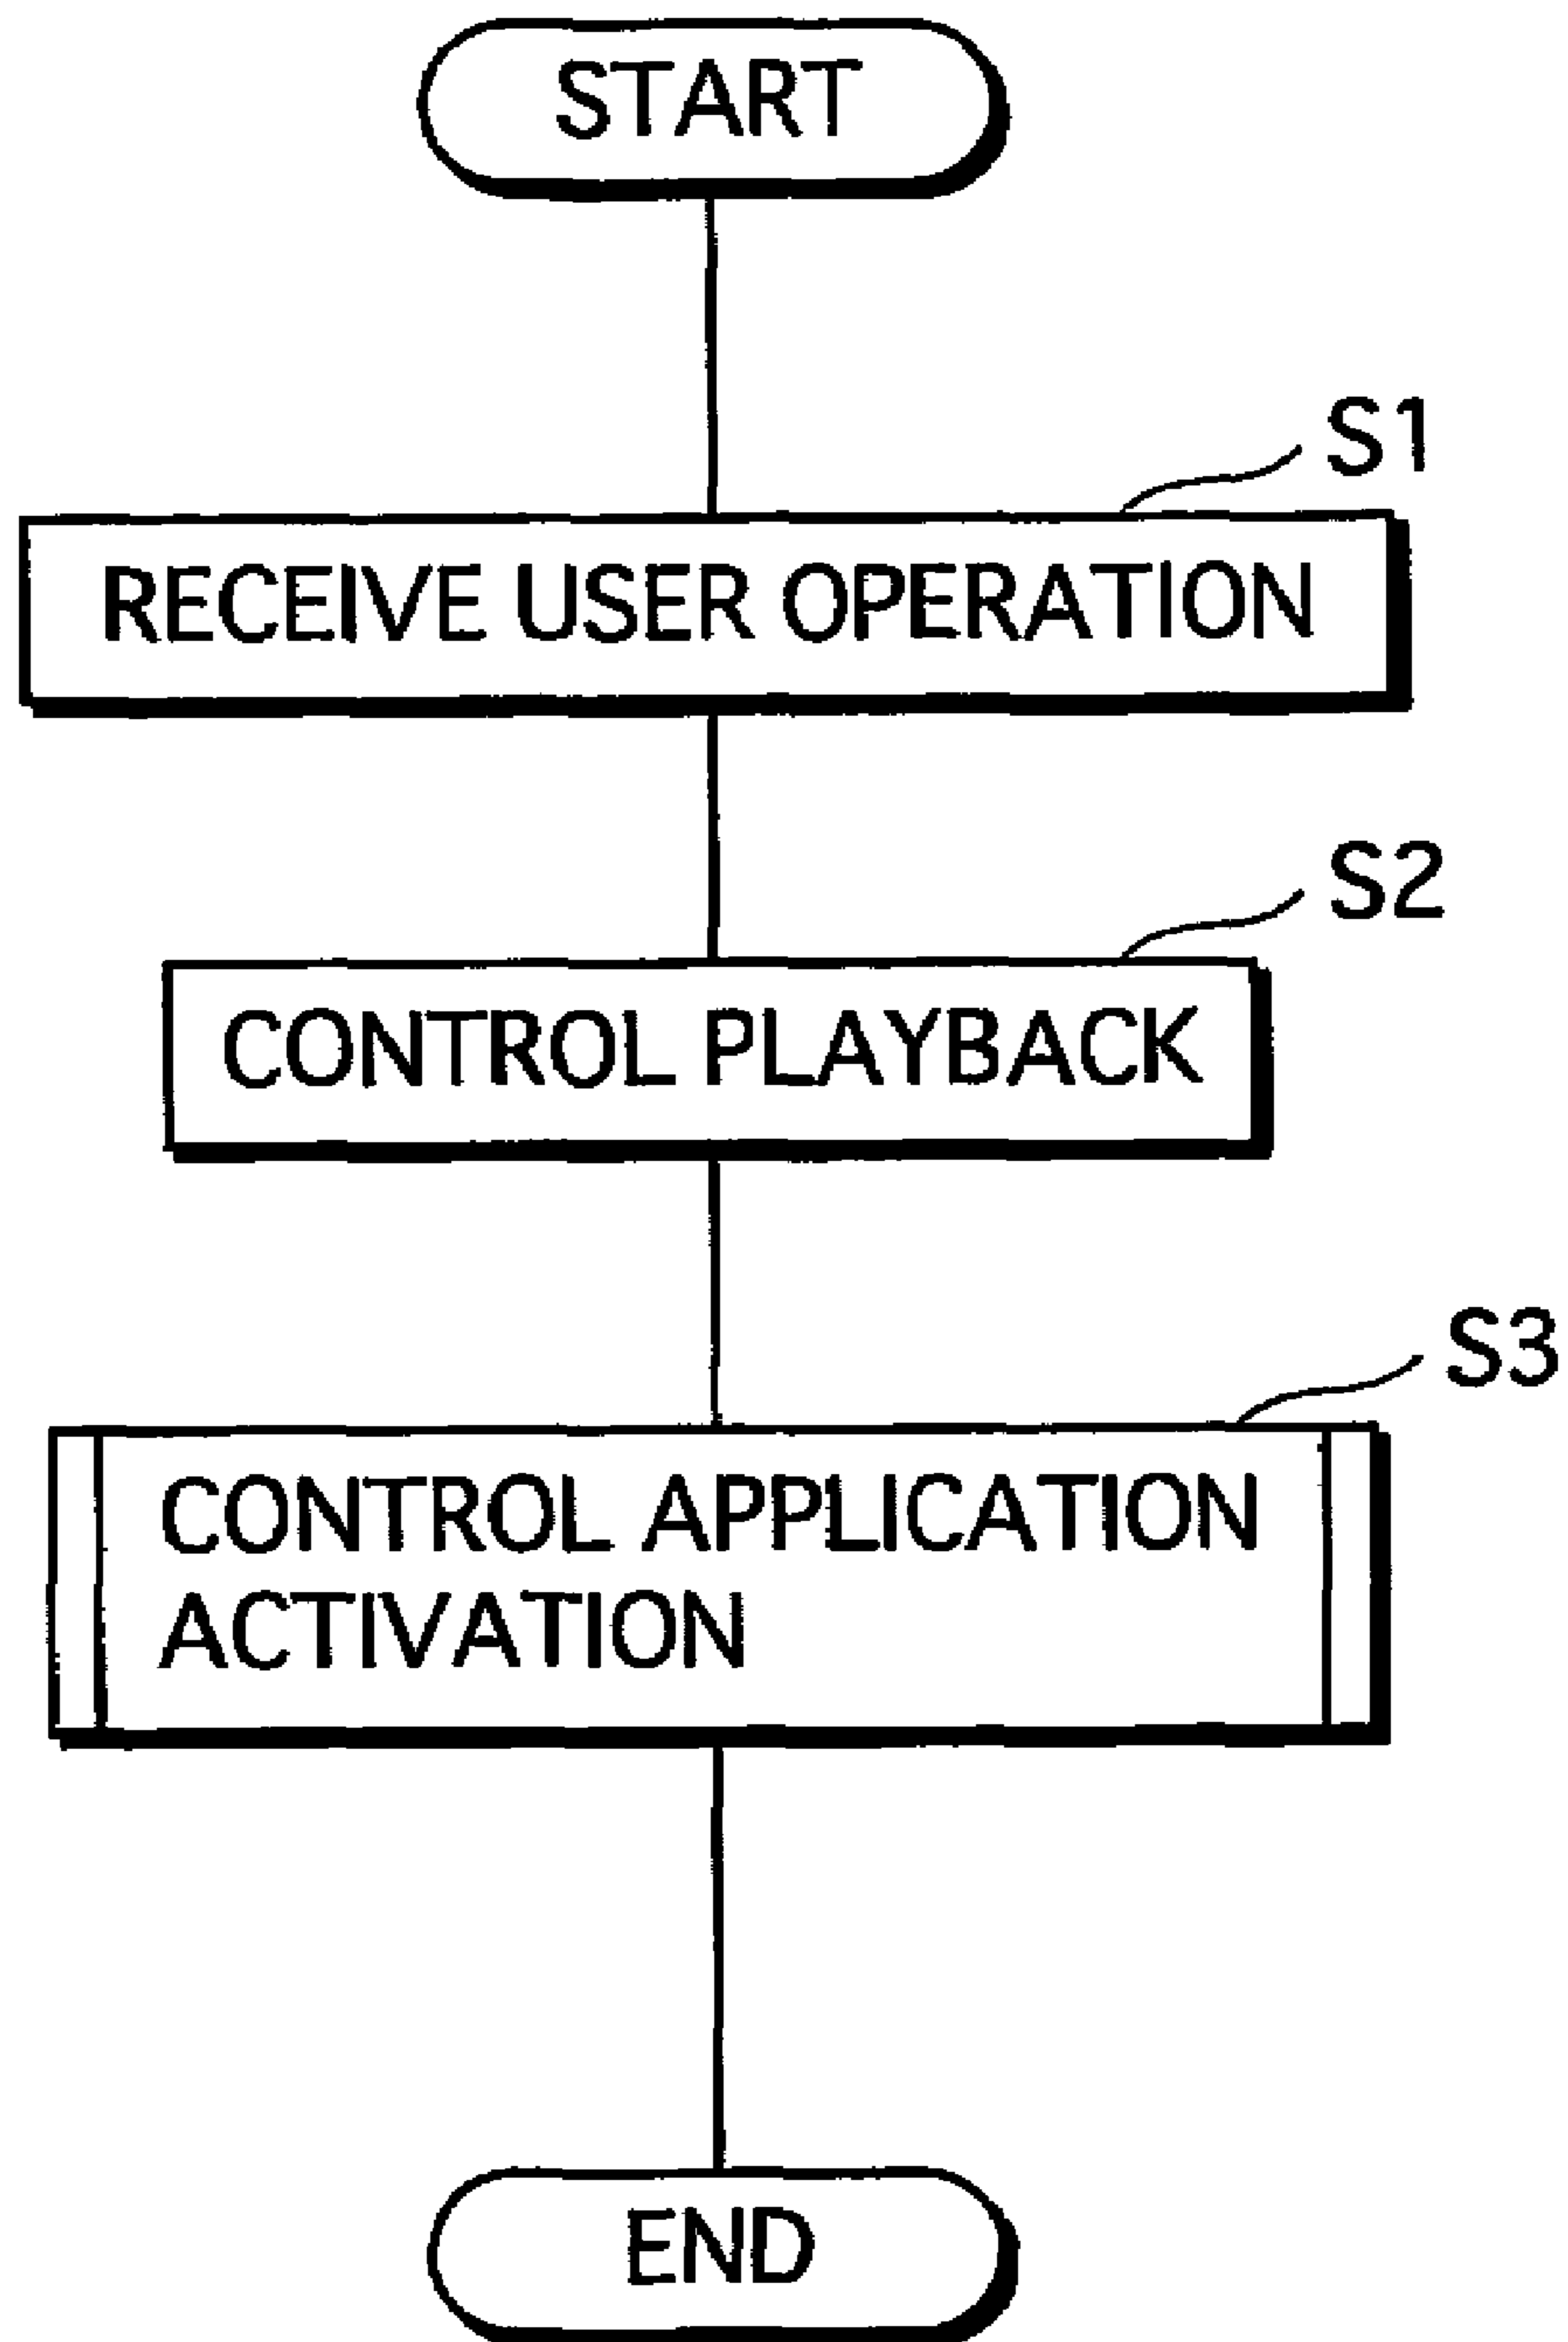 START
S1
RECEIVE USER OPERATION
S2
CONTROL PLAYBACK
S3
CONTROL APPLICATION
ACTIVATION
END